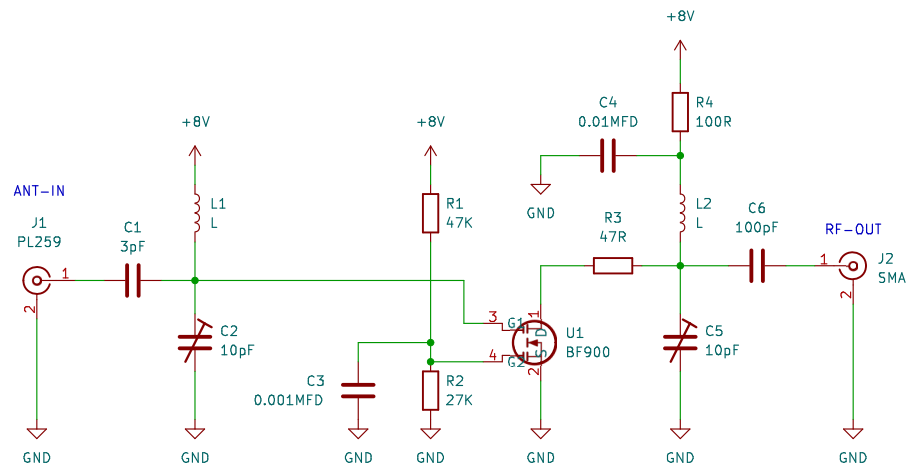 +8V
C4
0.01MFD
R4
100R
+8V
+8V
ANT-IN
J1
PL259
C1
3pF
L1
L
R1
47K
GND
R3
47R
L2
L
C6
100pF
RF-OUT
J2
SMA
1
2
1
2
C2
10pF
3
G1
4
G2
1
D
S
2
U1
BF900
C5
10pF
C3
0.001MFD
R2
27K
GND
GND
GND
GND
GND
GND
GND